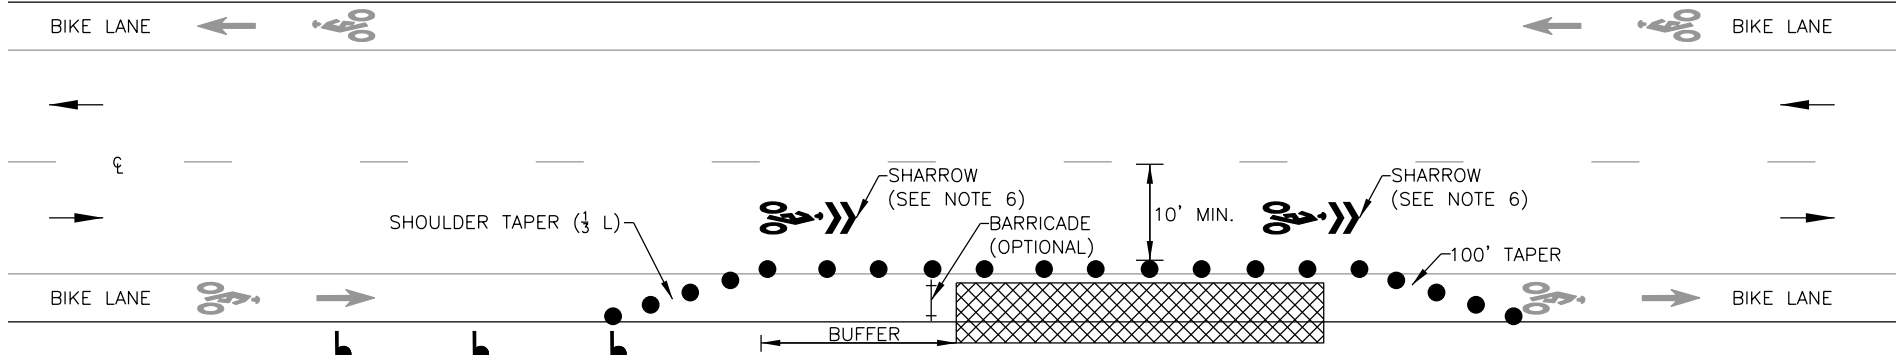 BIKE LANE
BIKE LANE
℄
SHARROW
(SEE NOTE 6)
SHARROW
(SEE NOTE 6)
SHOULDER TAPER (1/3 L)
10' MIN.
BARRICADE
(OPTIONAL)
100' TAPER
BIKE LANE
BIKE LANE
BUFFER